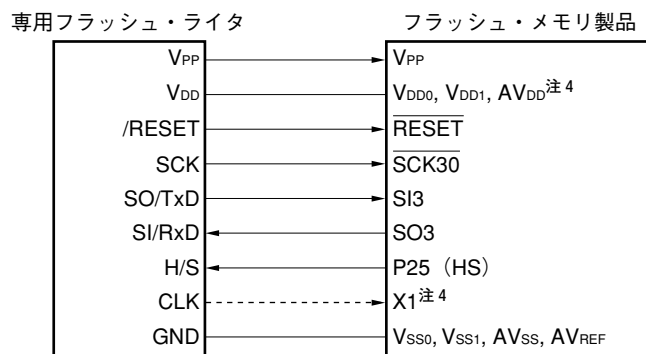 専用フラッシュ・ライタ フラッシュ・メモリ製品
VPP VPP
VDD VDD0, VDD1, AVDD注4
/RESET RESET
SCK SCK30
SO/TxD SI3
SI/RxD SO3
H/S P25（HS）
CLK X1注4
GND VSS0, VSS1, AVSS, AVREF